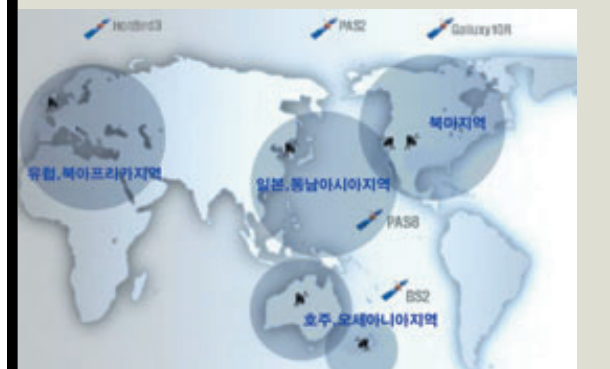 HotBird3
PAS2
Galaxy10R
북미지역
유럽.북아프리카지역
일본.동남아시아지역
PAS8
BS2
호주.오세아니아지역